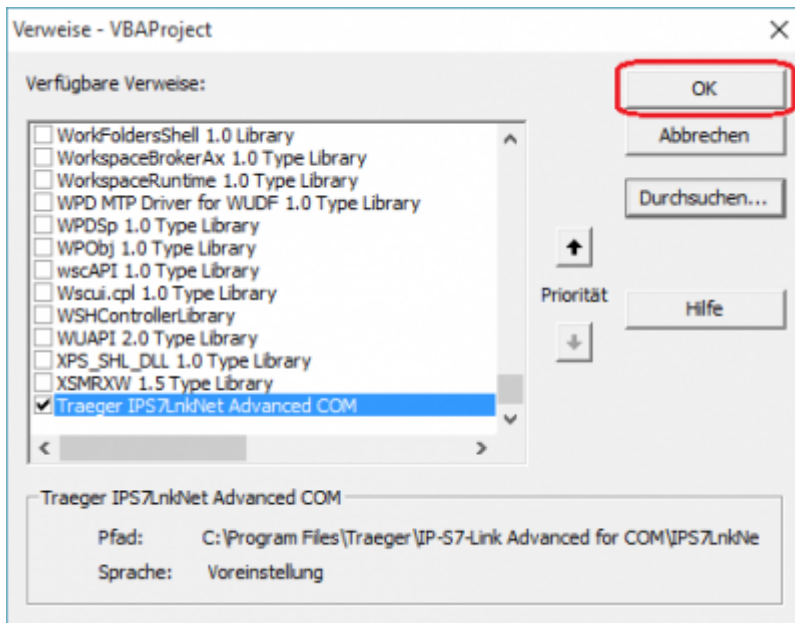 Verweise - VBAProject
Verfügbare Verweise:
OK
WorkFoldersShell 1.0 Library
Abbrechen
WorkspaceBrokerAx 1.0 Type Library
WorkspaceRuntime 1.0 Type Library
WPD MTP Driver for WUDF 1.0 Type Library
Durchsuchen...
WPDSp 1.0 Type Library
WPObj 1.0 Type Library
wscAPI 1.0 Type Library
Wscui.cpl 1.0 Type Library
Priorität
WSHControllerLibrary
Hilfe
WUAPI 2.0 Type Library
XPS_SHL_DLL 1.0 Type Library
XSMRXW 1.5 Type Library
Traeger IPS7LnkNet Advanced COM
Traeger IPS7LnkNet Advanced COM
Pfad: C:\Program Files\Traeger\IP-S7-Link Advanced for COM\IPS7LnkNe
Sprache: Voreinstellung